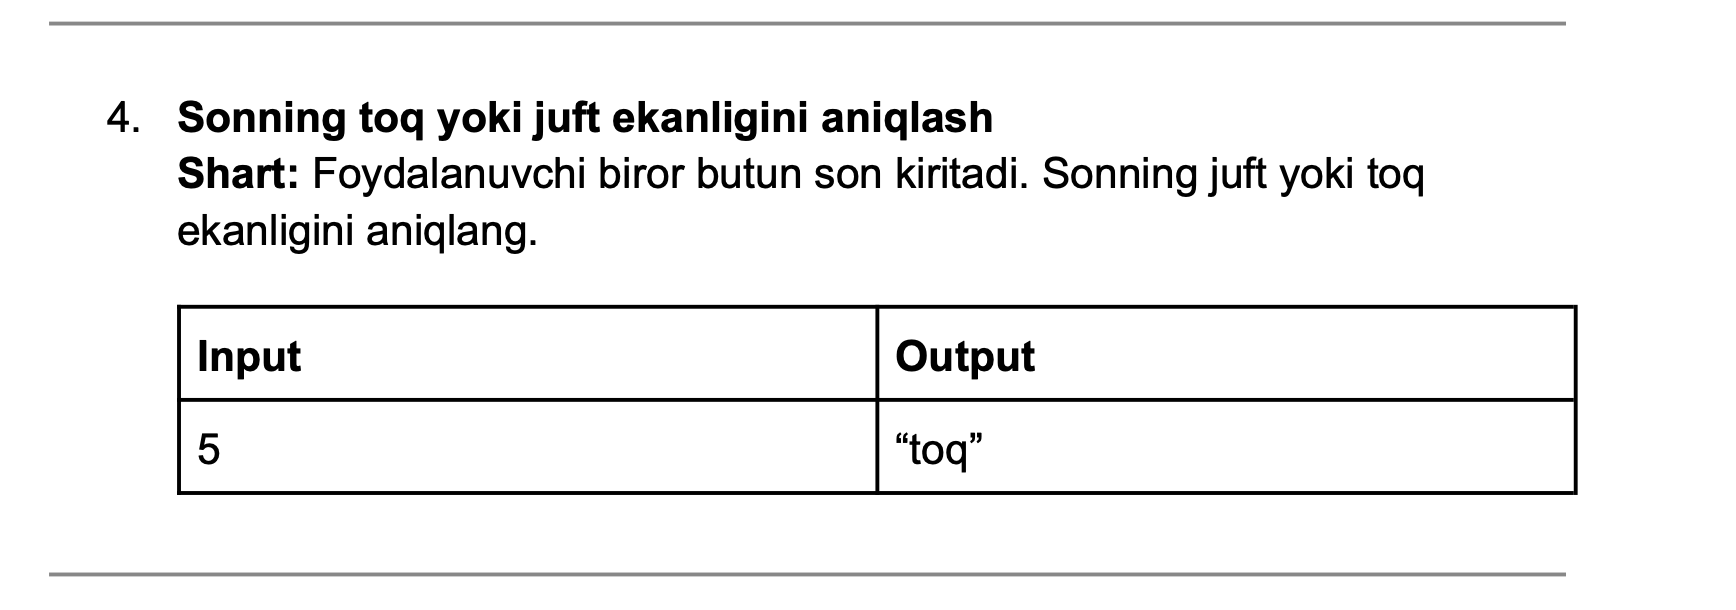 4. Sonning toq yoki juft ekanligini aniqlash
Shart: Foydalanuvchi biror butun son kiritadi. Sonning juft yoki toq
ekanligini aniqlang.
Input Output
5 “toq”